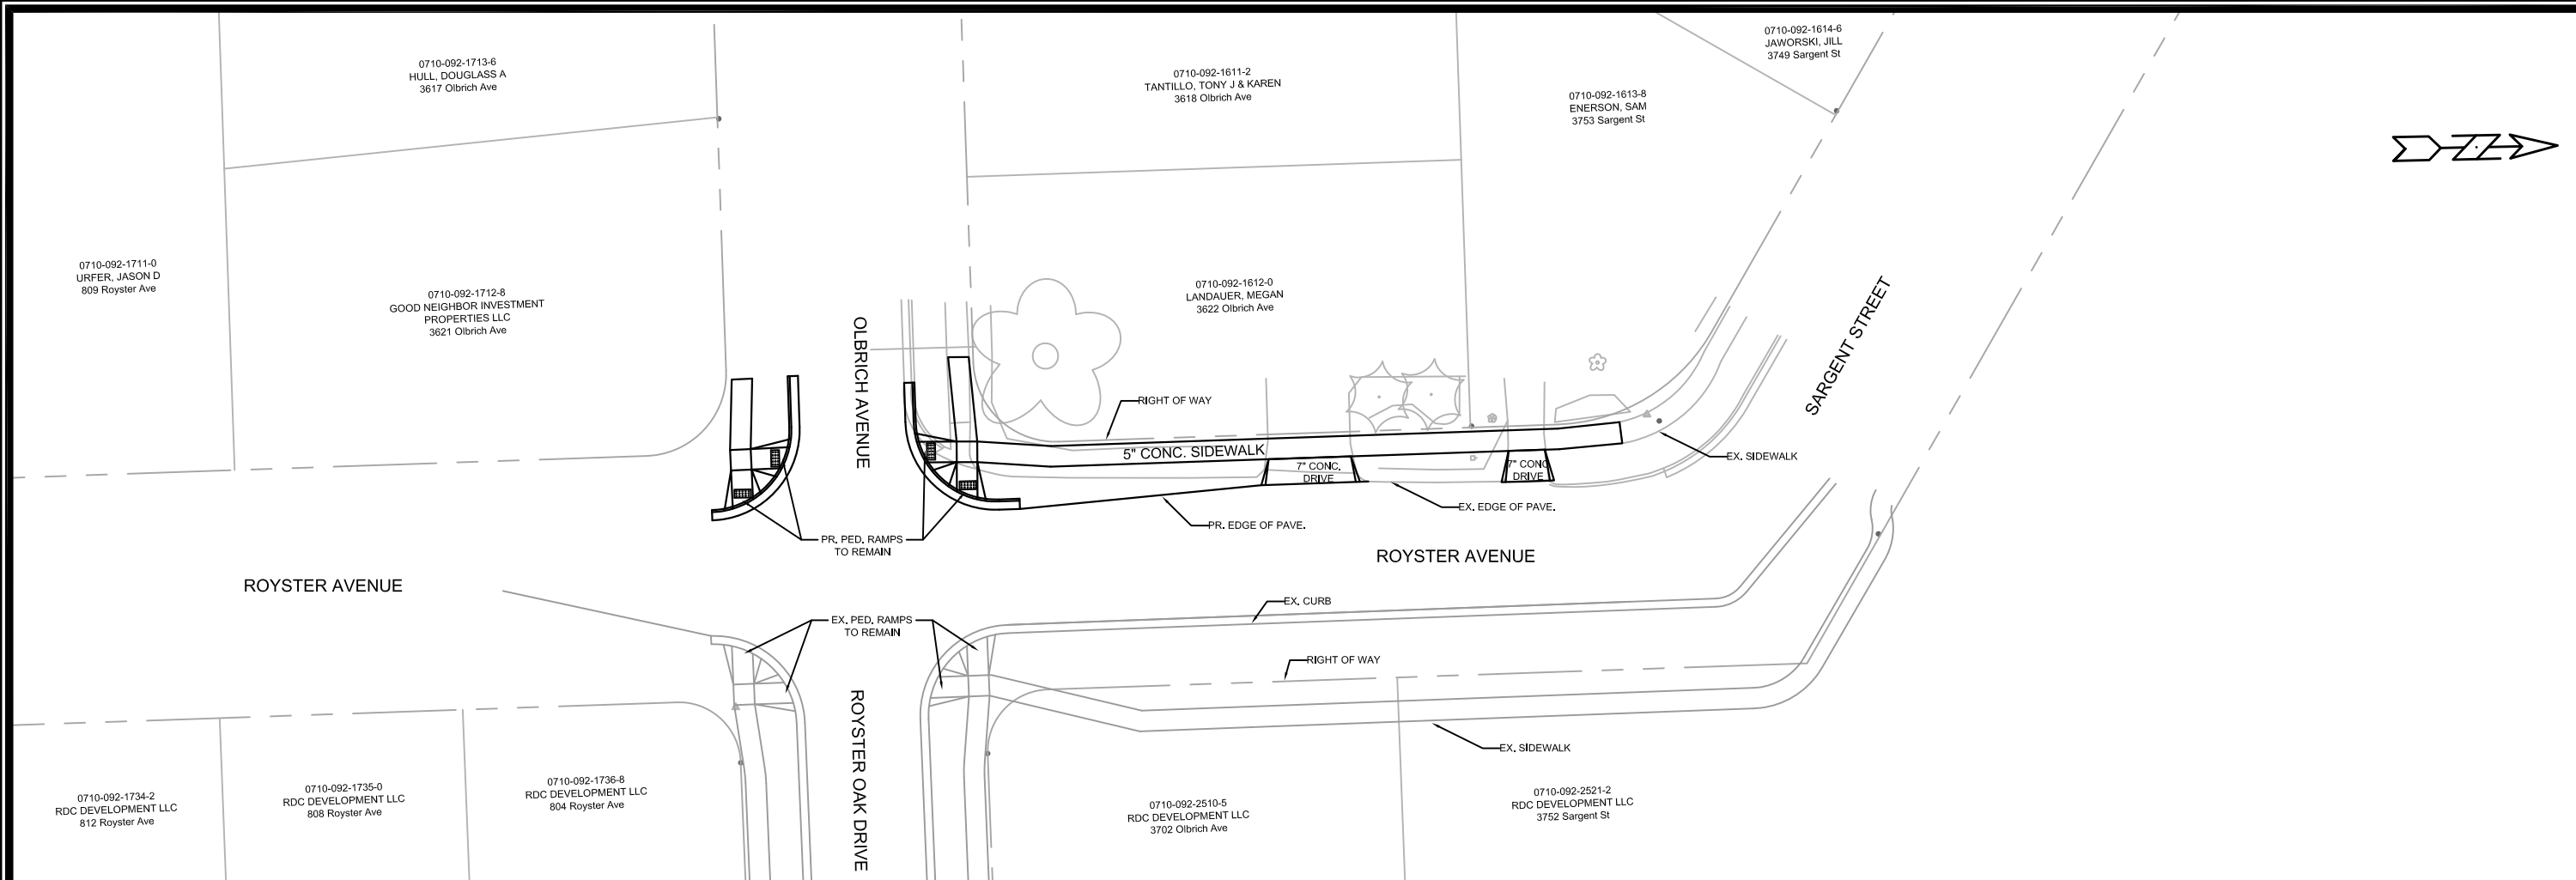 0710-092-1713-6
HULL, DOUGLASS A
3617 Olbrich Ave
0710-092-1611-2
TANTILLO, TONY J & KAREN
3618 Olbrich Ave
0710-092-1613-8
ENERSON, SAM
3753 Sargent St
0710-092-1614-6
JAWORSKI, JILL
3749 Sargent St
Z
0710-092-1711-0
URFER, JASON D
809 Royster Ave
0710-092-1712-8
GOOD NEIGHBOR INVESTMENT
PROPERTIES LLC
3621 Olbrich Ave
0710-092-1612-0
LANDAUER, MEGAN
3622 Olbrich Ave
OLBRICH AVENUE
SARGENT STREET
RIGHT OF WAY
5" CONC. SIDEWALK
7" CONC.
DRIVE
7" CONC
DRIVE
EX. SIDEWALK
EX. EDGE OF PAVE.
PR. EDGE OF PAVE.
PR. PED. RAMPS
TO REMAIN
ROYSTER AVENUE
ROYSTER AVENUE
EX. CURB
EX. PED. RAMPS
TO REMAIN
RIGHT OF WAY
ROYSTER OAK DRIVE
EX. SIDEWALK
0710-092-1734-2
RDC DEVELOPMENT LLC
812 Royster Ave
0710-092-1735-0
RDC DEVELOPMENT LLC
808 Royster Ave
0710-092-1736-8
RDC DEVELOPMENT LLC
804 Royster Ave
0710-092-2510-5
RDC DEVELOPMENT LLC
3702 Olbrich Ave
0710-092-2521-2
RDC DEVELOPMENT LLC
3752 Sargent St